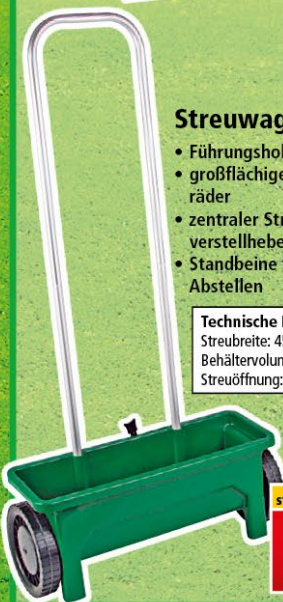 Streuwag
• Führungshol
• großflächige
räder
• zentraler Str
verstellhebe
• Standbeine
Abstellen
Technische
Streubreite: 4
Behältervolun
Streuöffnung: